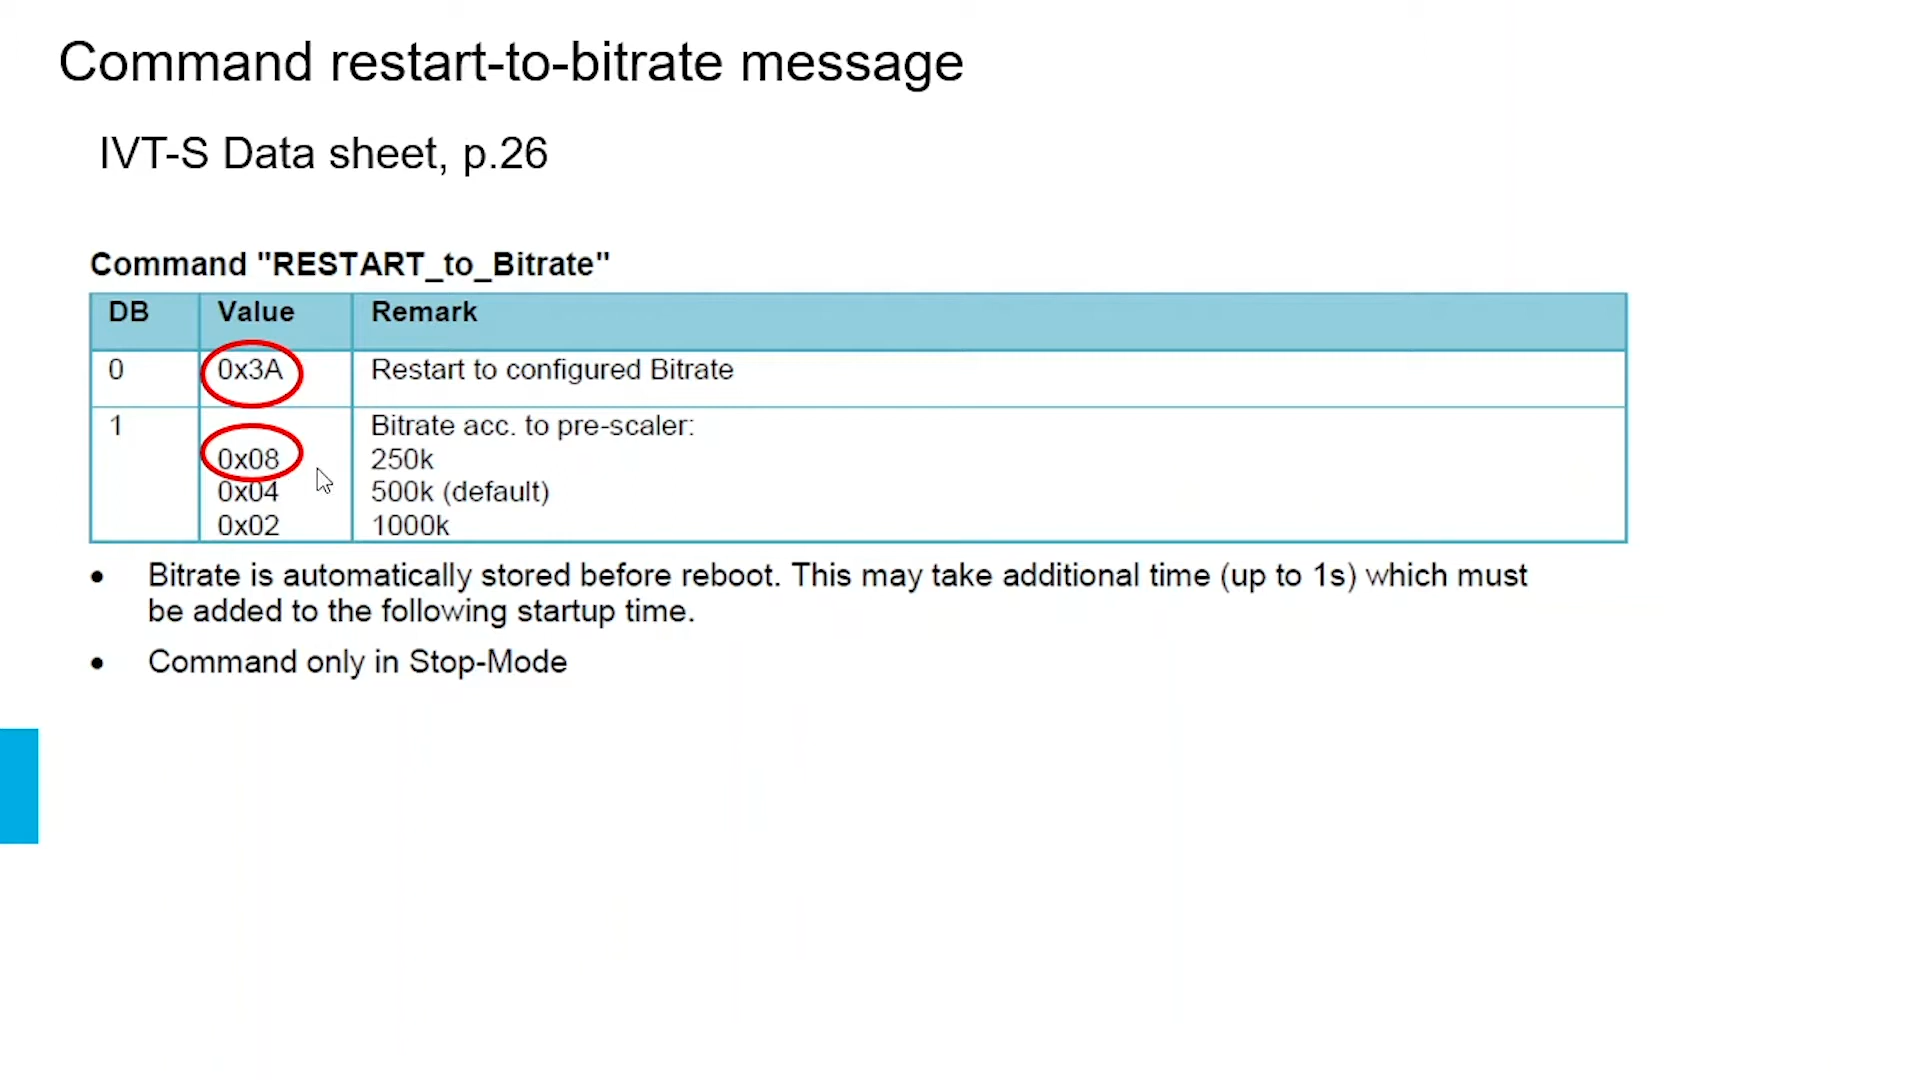 Command restart-to-bitrate message
IVT-S Data sheet, p.26
Command "RESTART_to_Bitrate"
DB Value Remark
0 0x3A Restart to configured Bitrate
1 Bitrate acc. to pre-scaler:
0x08 250k
0x04 500k (default)
0x02 1000k
• Bitrate is automatically stored before reboot. This may take additional time (up to 1s) which must
be added to the following startup time.
• Command only in Stop-Mode